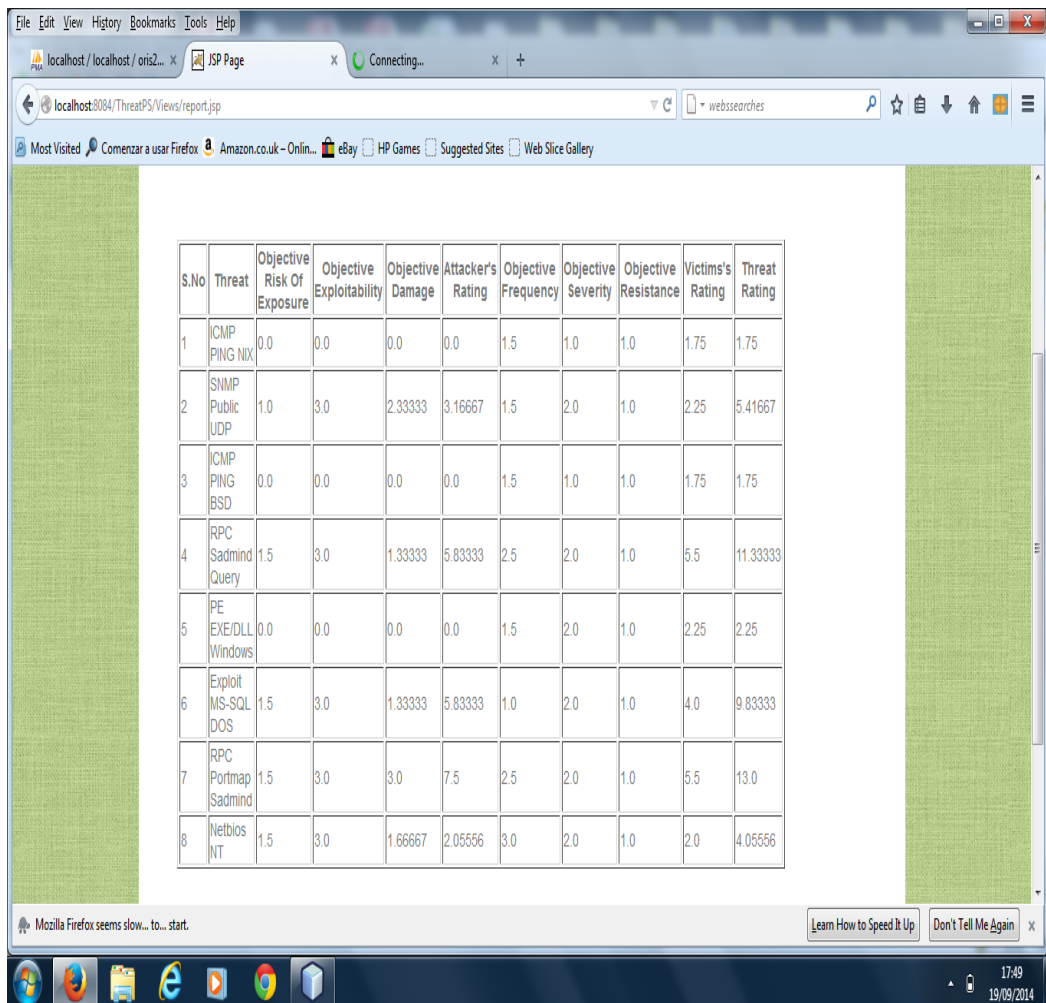 File Edit View History Bookmarks Tools Help
localhost / localhost / oris2... × JSP Page × Connecting... × +
localhost:8084/ThreatPS/Views/report.jsp webssearches
Most Visited Comenzar a usar Firefox Amazon.co.uk – Onlin... eBay HP Games Suggested Sites Web Slice Gallery
S.No Threat Objective Risk Of Exposure Objective Exploitability Objective Damage Attacker's Rating Objective Frequency Objective Severity Objective Resistance Victims's Rating Threat Rating
1 ICMP PING NIX 0.0 0.0 0.0 0.0 1.5 1.0 1.0 1.75 1.75
2 SNMP Public UDP 1.0 3.0 2.33333 3.16667 1.5 2.0 1.0 2.25 5.41667
3 ICMP PING BSD 0.0 0.0 0.0 0.0 1.5 1.0 1.0 1.75 1.75
4 RPC Sadmind Query 1.5 3.0 1.33333 5.83333 2.5 2.0 1.0 5.5 11.33333
5 PE EXE/DLL Windows 0.0 0.0 0.0 0.0 1.5 2.0 1.0 2.25 2.25
6 Exploit MS-SQL DOS 1.5 3.0 1.33333 5.83333 1.0 2.0 1.0 4.0 9.83333
7 RPC Portmap Sadmind 1.5 3.0 3.0 7.5 2.5 2.0 1.0 5.5 13.0
8 Netbios NT 1.5 3.0 1.66667 2.05556 3.0 2.0 1.0 2.0 4.05556
Mozilla Firefox seems slow... to... start. Learn How to Speed It Up Don't Tell Me Again x
17:49
19/09/2014